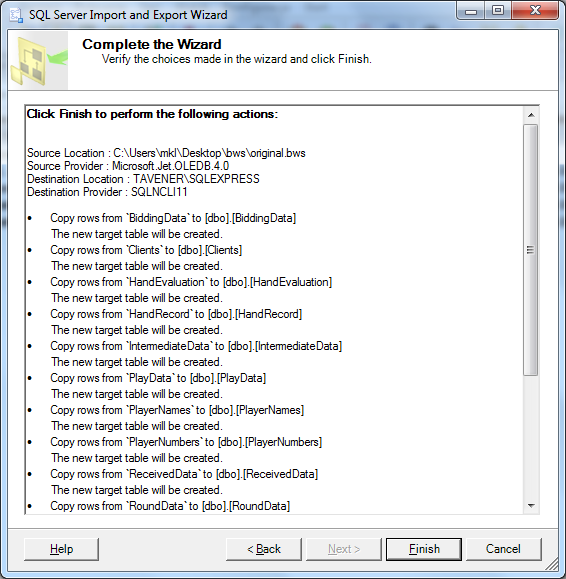 SQL Server Import and Export Wizard
Complete the Wizard
Verify the choices made in the wizard and click Finish.
Click Finish to perform the following actions:
Source Location : C:\Users\mkl\Desktop\bws\original.bws
Source Provider : Microsoft.Jet.OLEDB.4.0
Destination Location : TAVENER\SQLEXPRESS
Destination Provider : SQLNCLI11
• Copy rows from `BiddingData` to [dbo].[BiddingData]
The new target table will be created.
• Copy rows from `Clients` to [dbo].[Clients]
The new target table will be created.
• Copy rows from `HandEvaluation` to [dbo].[HandEvaluation]
The new target table will be created.
• Copy rows from `HandRecord` to [dbo].[HandRecord]
The new target table will be created.
• Copy rows from `IntermediateData` to [dbo].[IntermediateData]
The new target table will be created.
• Copy rows from `PlayData` to [dbo].[PlayData]
The new target table will be created.
• Copy rows from `PlayerNames` to [dbo].[PlayerNames]
The new target table will be created.
• Copy rows from `PlayerNumbers` to [dbo].[PlayerNumbers]
The new target table will be created.
• Copy rows from `ReceivedData` to [dbo].[ReceivedData]
The new target table will be created.
• Copy rows from `RoundData` to [dbo].[RoundData]
Help < Back Next > Finish Cancel